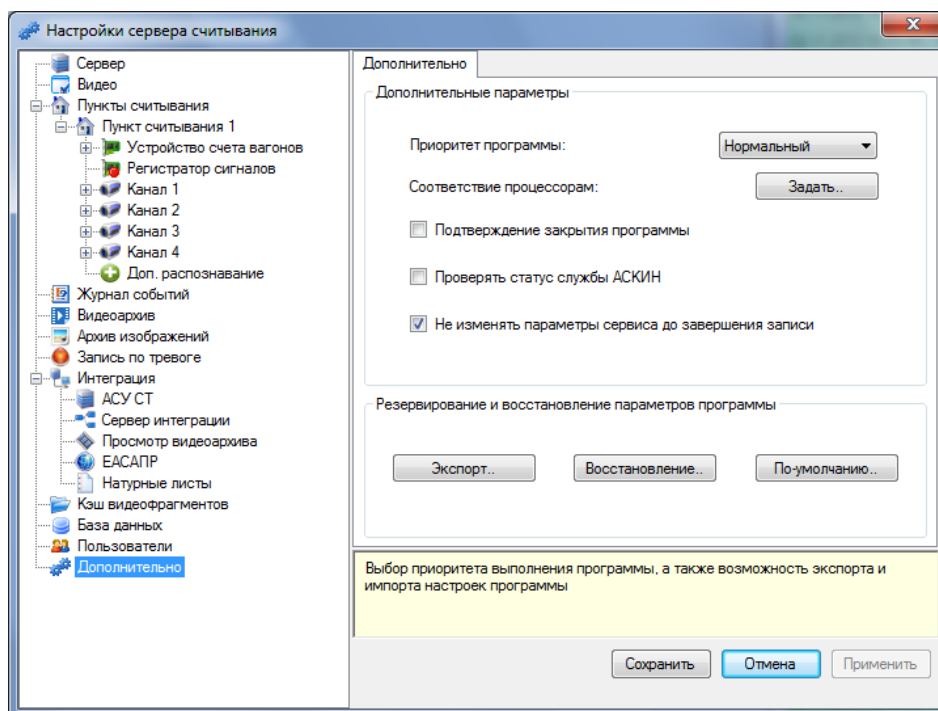 Настройки сервера считывания
Сервер
Видео
Пункты считывания
Пункт считывания 1
Устройство счета вагонов
Регистратор сигналов
Канал 1
Канал 2
Канал 3
Канал 4
Доп. распознавание
Журнал событий
Видеоархив
Архив изображений
Запись по тревоге
Интеграция
АСУ СТ
Сервер интеграции
Просмотр видеоархива
ЕАСАПР
Натурные листы
Кэш видеофрагментов
База данных
Пользователи
Дополнительно
Дополнительно
Дополнительные параметры
Приоритет программы:
Нормальный
Соответствие процессорам:
Задать..
Подтверждение закрытия программы
Проверять статус службы АСКИН
Не изменять параметры сервиса до завершения записи
Резервирование и восстановление параметров программы
Экспорт..
Восстановление..
По-умолчанию..
Выбор приоритета выполнения программы, а также возможность экспорта и
импорта настроек программы
Сохранить
Отмена
Применить